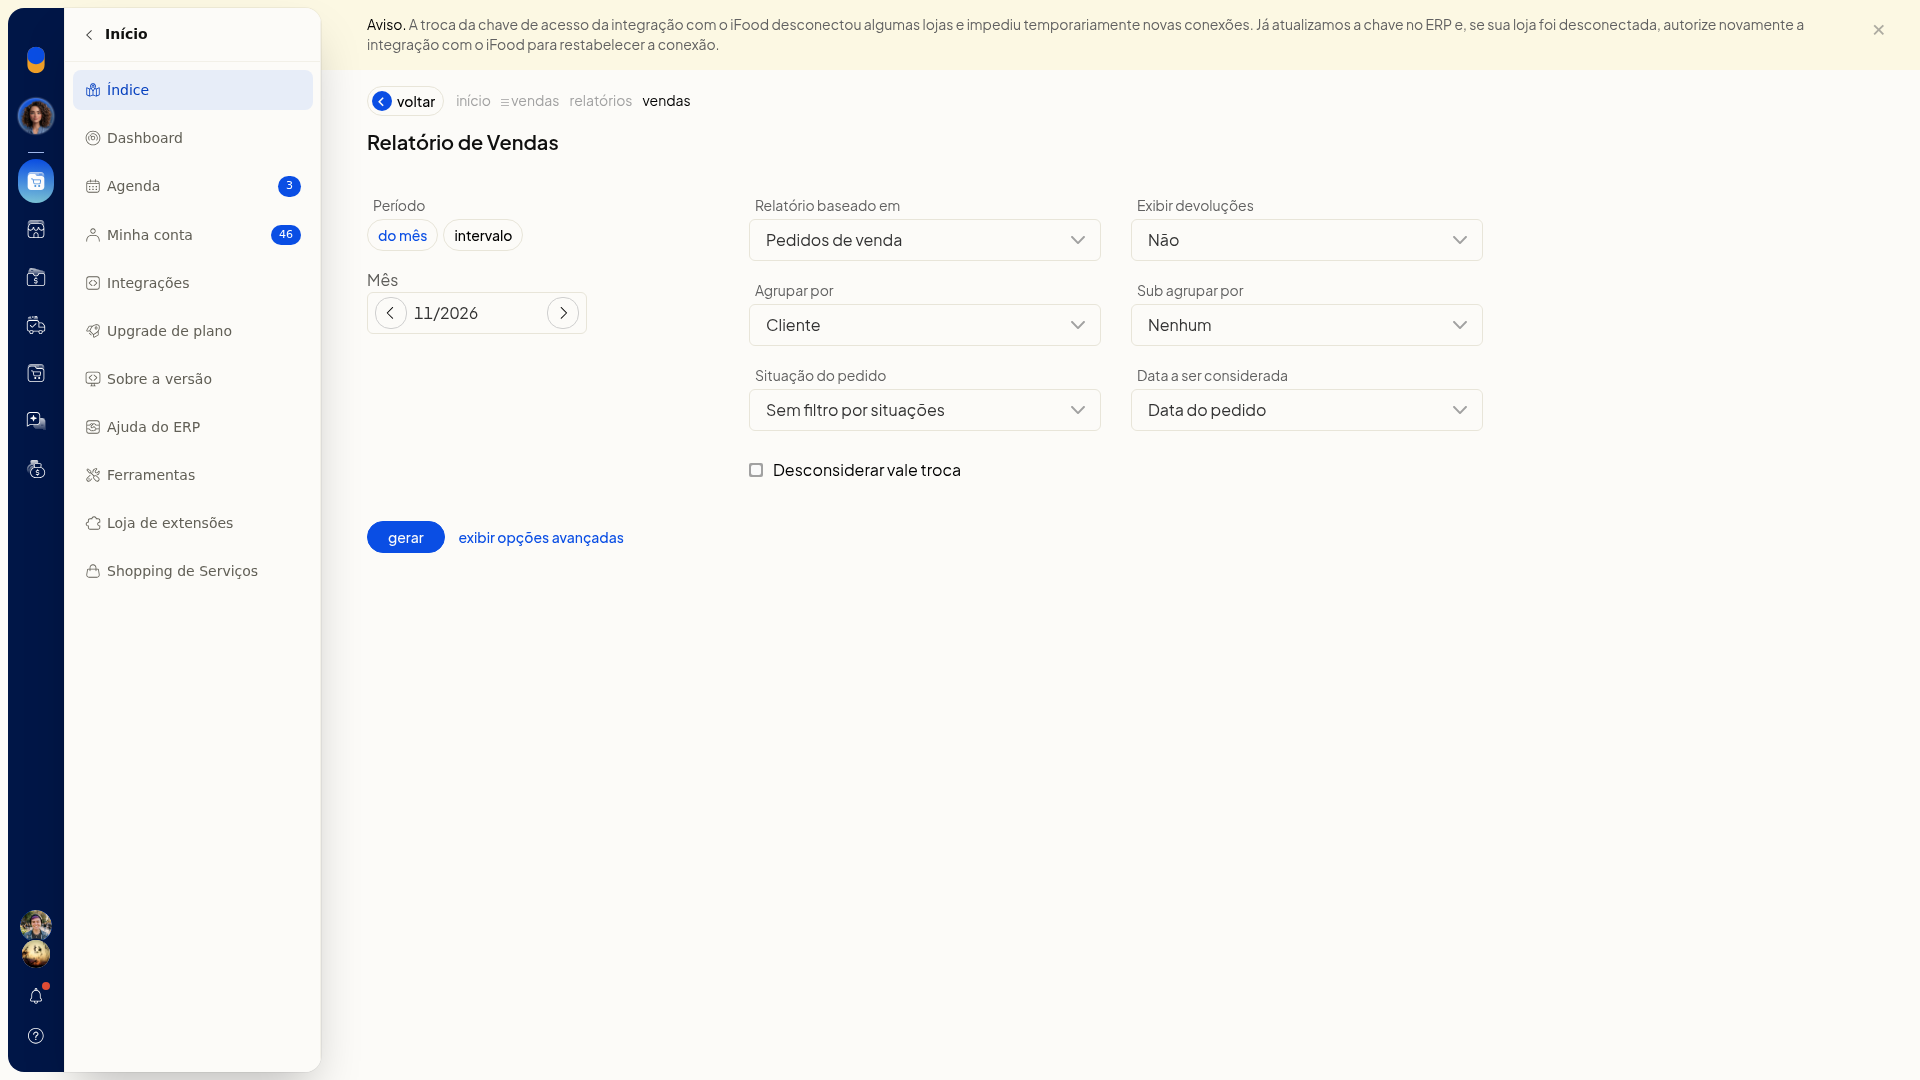 Início
Índice
Dashboard
Agenda
3
Minha conta
46
Integrações
Upgrade de plano
Sobre a versão
Ajuda do ERP
Ferramentas
Loja de extensões
Shopping de Serviços
Aviso. A troca da chave de acesso da integração com o iFood desconectou algumas lojas e impediu temporariamente novas conexões. Já atualizamos a chave no ERP e, se sua loja foi desconectada, autorize novamente a
integração com o iFood para restabelecer a conexão.
voltar início vendas relatórios vendas
Relatório de Vendas
Período
do mês intervalo
Mês
11/2026
Relatório baseado em
Pedidos de venda
Exibir devoluções
Não
Agrupar por
Cliente
Sub agrupar por
Nenhum
Situação do pedido
Sem filtro por situações
Data a ser considerada
Data do pedido
Desconsiderar vale troca
gerar exibir opções avançadas